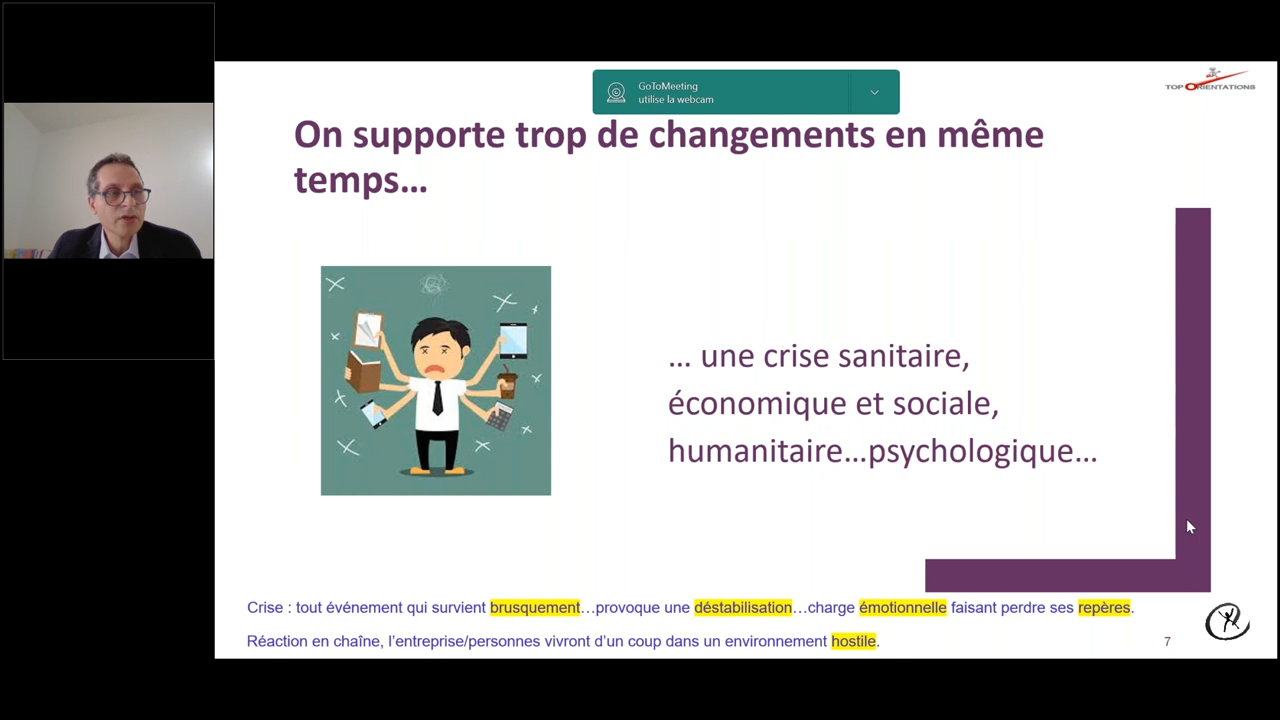 GoToMeeting
utilise la webcam
TOP ORIENTATIONS
On supporte trop de changements en même
temps...
... une crise sanitaire,
économique et sociale,
humanitaire...psychologique...
Crise : tout événement qui survient brusquement...provoque une déstabilisation...charge émotionnelle faisant perdre ses repères.
Réaction en chaîne, l'entreprise/personnes vivront d'un coup dans un environnement hostile.
7